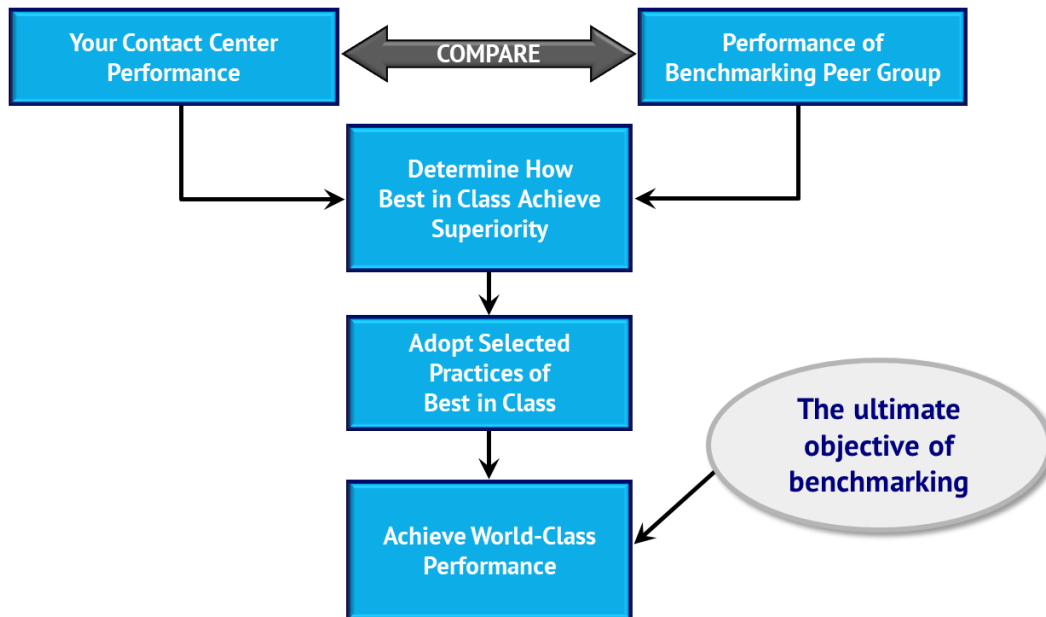 Your Contact Center
Performance
COMPARE
Performance of
Benchmarking Peer Group
Determine How
Best in Class Achieve
Superiority
Adopt Selected
Practices of
Best in Class
The ultimate
objective of
benchmarking
Achieve World-Class
Performance